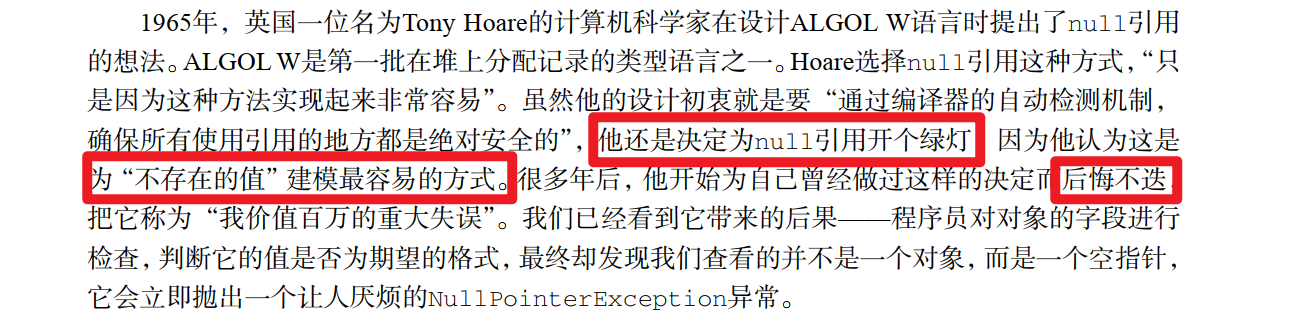 1965年，英国一位名为Tony Hoare的计算机科学家在设计ALGOL W语言时提出了null引用
的想法。ALGOL W是第一批在堆上分配记录的类型语言之一。Hoare选择null引用这种方式，“只
是因为这种方法实现起来非常容易”。虽然他的设计初衷就是要“通过编译器的自动检测机制，
确保所有使用引用的地方都是绝对安全的”，他还是决定为null引用开个绿灯 因为他认为这是
为“不存在的值”建模最容易的方式。很多年后，他开始为自己曾经做过这样的决定而后悔不迭
把它称为“我价值百万的重大失误”。我们已经看到它带来的后果——程序员对对象的字段进行
检查，判断它的值是否为期望的格式，最终却发现我们查看的并不是一个对象，而是一个空指针，
它会立即抛出一个让人厌烦的NullPointerException异常。